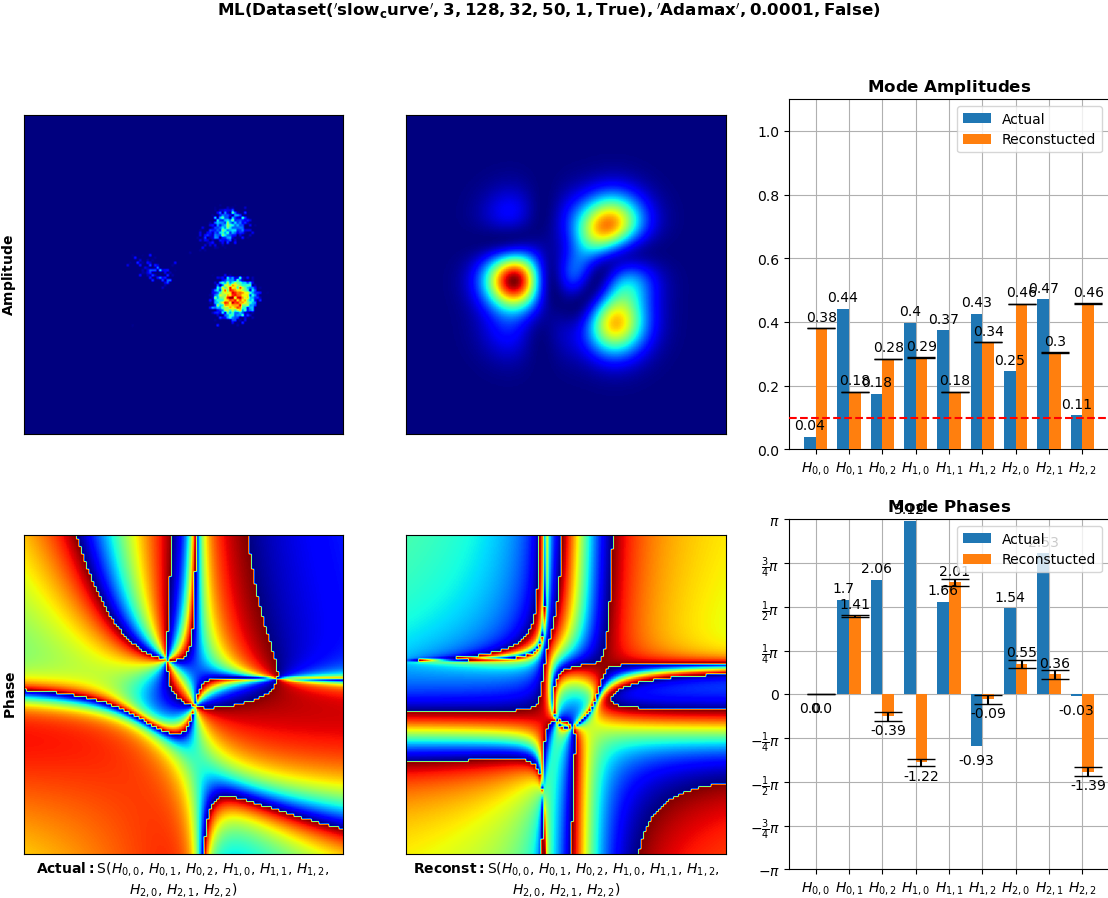 ML(Dataset('slow_curve', 3, 128, 32, 50, 1, True), 'Adamax', 0.0001, False)
Mode Amplitudes
Actual
Reconstucted
1.0
0.8
0.6
0.4
0.2
0.0
0.04
0.38
0.44
0.18
0.18
0.28
0.4
0.29
0.37
0.18
0.43
0.34
0.25
0.46
0.47
0.3
0.11
0.46
H0,0 H0,1 H0,2 H1,0 H1,1 H1,2 H2,0 H2,1 H2,2
Amplitude
Mode Phases
Actual
Reconstucted
π
3/4π
1/2π
1/4π
0
−1/4π
−1/2π
−3/4π
−π
0.0
1.7
1.41
2.06
-0.39
-1.22
1.66
2.01
-0.93
-0.09
1.54
0.55
0.36
-0.03
-1.39
H0,0 H0,1 H0,2 H1,0 H1,1 H1,2 H2,0 H2,1 H2,2
Phase
Actual: S(H0,0, H0,1, H0,2, H1,0, H1,1, H1,2,
H2,0, H2,1, H2,2)
Reconst: S(H0,0, H0,1, H0,2, H1,0, H1,1, H1,2,
H2,0, H2,1, H2,2)